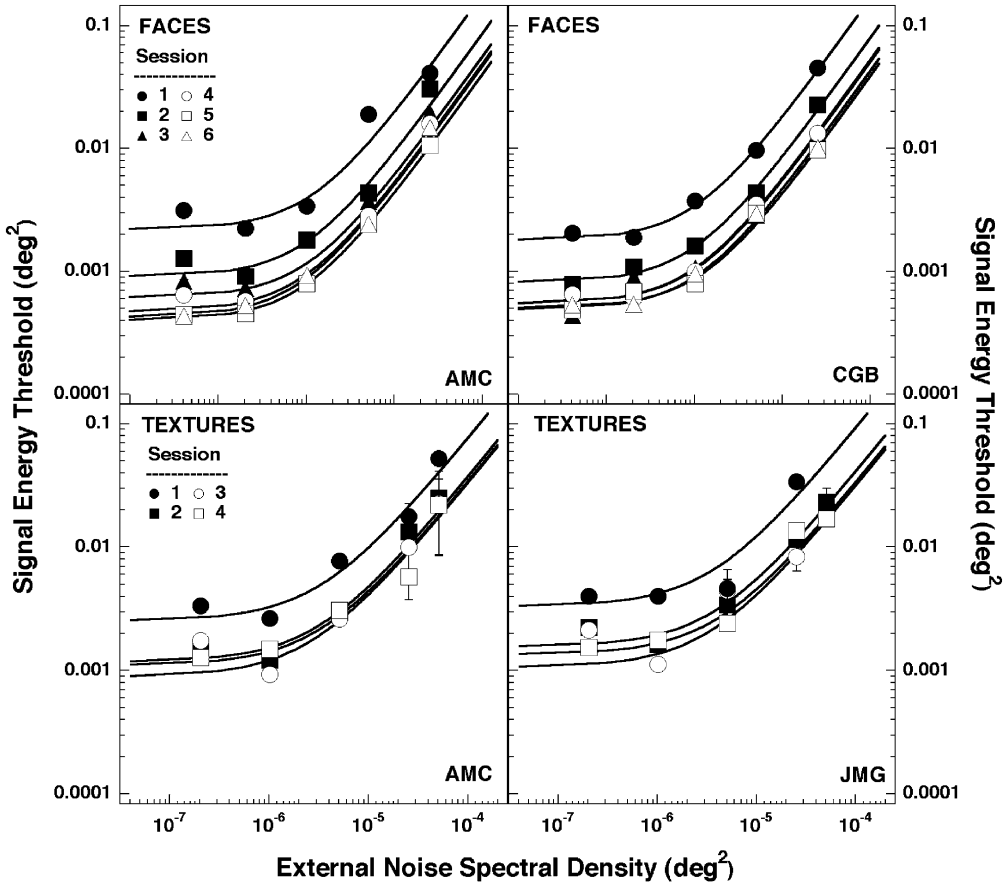 FACES
Session
1 4
2 5
3 6
AMC
FACES
CGB
TEXTURES
Session
1 3
2 4
AMC
TEXTURES
JMG
0.1
0.01
0.001
0.0001
0.1
0.01
0.001
0.0001
0.1
0.01
0.001
0.0001
0.1
0.01
0.001
0.0001
10-7 10-6 10-5 10-4
10-7 10-6 10-5 10-4
Signal Energy Threshold (deg2)
Signal Energy Threshold (deg2)
External Noise Spectral Density (deg2)